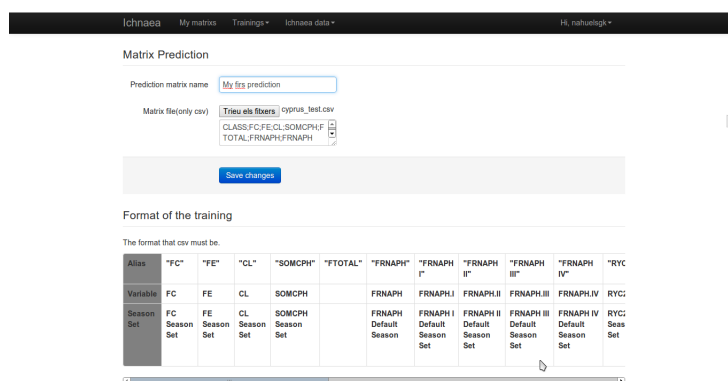 Ichnaea My matrixs Trainings Ichnaea data Hi, nahuelsgk
Matrix Prediction
Prediction matrix name My firs prediction
Matrix file(only csv) Trieu els fitxers cyprus_test.csv
CLASS;FC;FE;CL;SOMCPH;F
TOTAL;FRNAPH;FRNAPH
Save changes
Format of the training
The format that csv must be.
Alias "FC" "FE" "CL" "SOMCPH" "FTOTAL" "FRNAPH" "FRNAPH "FRNAPH "FRNAPH "FRNAPH "RYC
I" II" III" IV"
Variable FC FE CL SOMCPH FRNAPH FRNAPH.I FRNAPH.II FRNAPH.III FRNAPH.IV RYC2
Season FC FE CL SOMCPH FRNAPH FRNAPH I FRNAPH II FRNAPH III FRNAPH IV RYC2
Set Season Season Season Season Default Default Default Default Default Seas
Set Set Set Set Season Season Season Season Season Set
Set Set Set Set